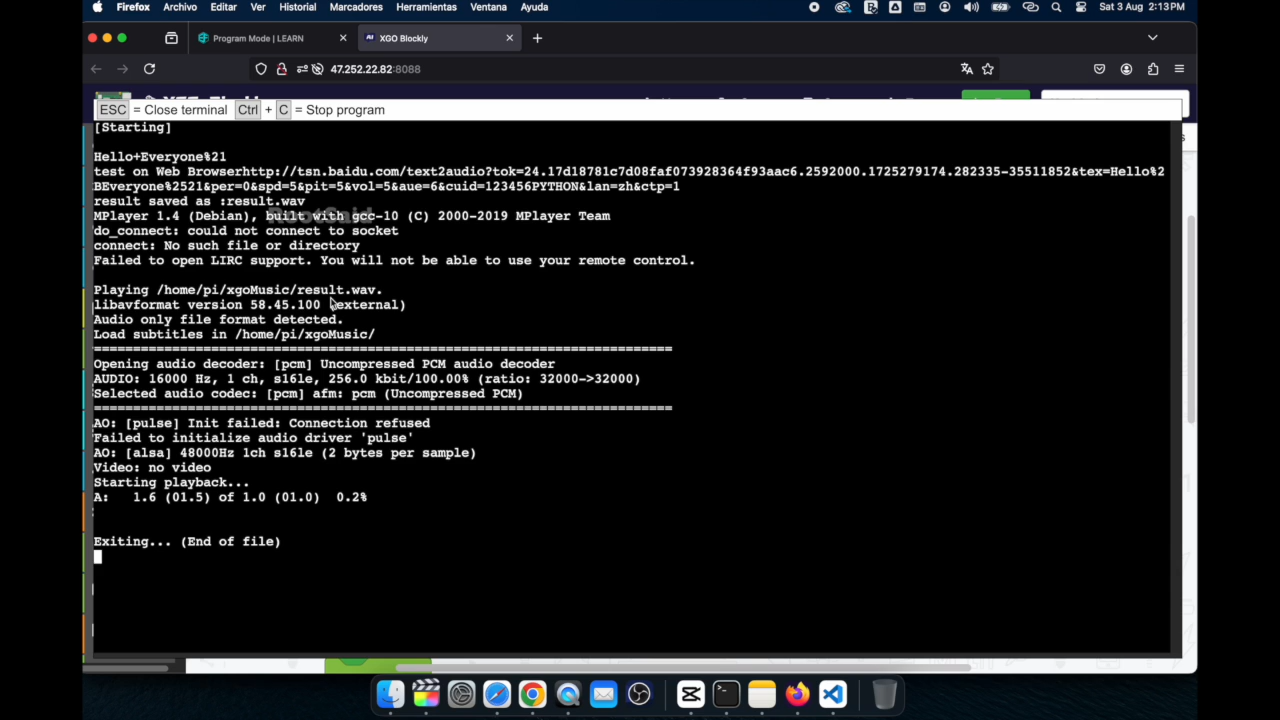 Firefox Archivo Editar Ver Historial Marcadores Herramientas Ventana Ayuda Sat 3 Aug 2:13 PM
Program Mode | LEARN
AI XGO Blockly
47.252.22.82:8088
ESC = Close terminal Ctrl + C = Stop program
[Starting]
Hello+Everyone%21
test on Web Browserhttp://tsn.baidu.com/text2audio?tok=24.17d18781c7d08faf073928364f93aac6.2592000.1725279174.282335-35511852&tex=Hello%2
BEveryone%2521&per=0&spd=5&pit=5&vol=5&aue=6&cuid=123456PYTHON&lan=zh&ctp=1
result saved as :result.wav
MPlayer 1.4 (Debian), built with gcc-10 (C) 2000-2019 MPlayer Team
RootSaid
do_connect: could not connect to socket
connect: No such file or directory
Failed to open LIRC support. You will not be able to use your remote control.
Playing /home/pi/xgoMusic/result.wav.
libavformat version 58.45.100 (external)
Audio only file format detected.
Load subtitles in /home/pi/xgoMusic/
==========================================================================
Opening audio decoder: [pcm] Uncompressed PCM audio decoder
AUDIO: 16000 Hz, 1 ch, s16le, 256.0 kbit/100.00% (ratio: 32000->32000)
Selected audio codec: [pcm] afm: pcm (Uncompressed PCM)
==========================================================================
AO: [pulse] Init failed: Connection refused
Failed to initialize audio driver 'pulse'
AO: [alsa] 48000Hz 1ch s16le (2 bytes per sample)
Video: no video
Starting playback...
A: 1.6 (01.5) of 1.0 (01.0) 0.2%
Exiting... (End of file)